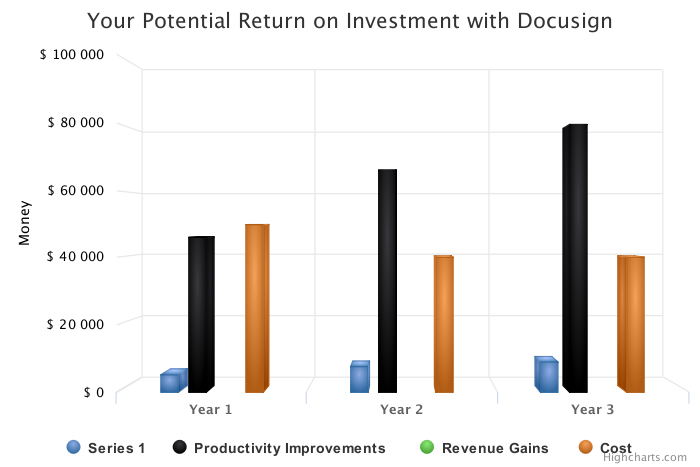 Your Potential Return on Investment with Docusign
$ 100 000
$ 80 000
$ 60 000
$ 40 000
$ 20 000
$ 0
Money
Year 1 Year 2 Year 3
Series 1 Productivity Improvements Revenue Gains Cost
Highcharts.com